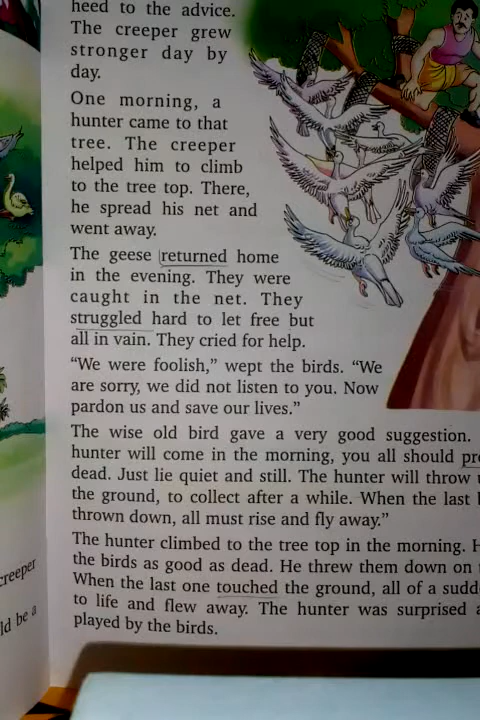 heed to the advice.
The creeper grew
stronger day by
day.
One morning, a
hunter came to that
tree. The creeper
helped him to climb
to the tree top. There,
he spread his net and
went away.
The geese returned home
in the evening. They were
caught in the net. They
struggled hard to let free but
all in vain. They cried for help.
“We were foolish,” wept the birds. “We
are sorry, we did not listen to you. Now
pardon us and save our lives.”
The wise old bird gave a very good suggestion.
hunter will come in the morning, you all should
dead. Just lie quiet and still. The hunter will throw
the ground, to collect after a while. When the last
thrown down, all must rise and fly away.”
The hunter climbed to the tree top in the morning.
the birds as good as dead. He threw them down on
When the last one touched the ground, all of a
to life and flew away. The hunter was surprised
played by the birds.
creeper
be a